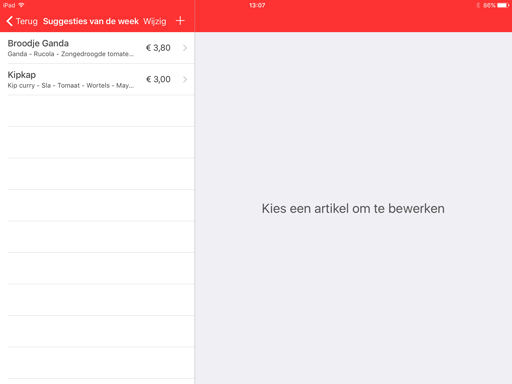 iPad 13:07 86%
Terug Suggesties van de week Wijzig +
Broodje Ganda € 3,80
Ganda - Rucola - Zongedroogde tomate...
Kipkap € 3,00
Kip curry - Sla - Tomaat - Wortels - May...
Kies een artikel om te bewerken